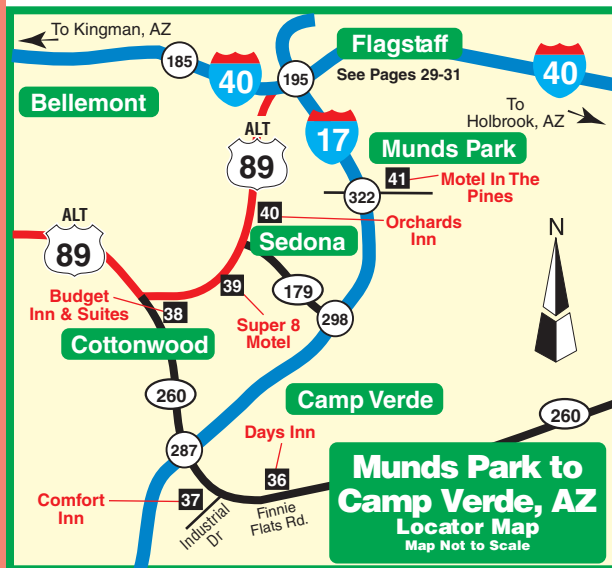 To Kingman, AZ
185
40
195
Flagstaff
See Pages 29-31
40
Bellemont
To
Holbrook, AZ
ALT
89
17
Munds Park
41
Motel In The
Pines
322
40
Orchards
Inn
ALT
89
Sedona
N
39
179
Budget
Inn & Suites
38
Super 8
Motel
298
Cottonwood
260
Camp Verde
260
Days Inn
287
36
Comfort
Inn
37
Industrial
Dr
Finnie
Flats Rd.
Munds Park to
Camp Verde, AZ
Locator Map
Map Not to Scale